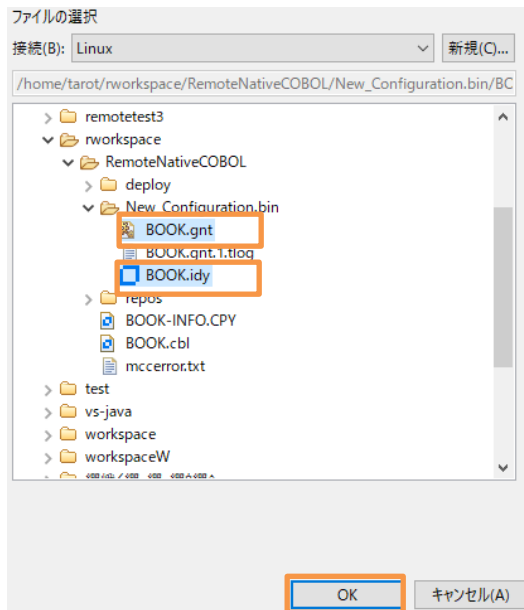 ファイルの選択
接続(B): Linux 新規(C)...
/home/tarot/rworkspace/RemoteNativeCOBOL/New_Configuration.bin/BC
remotetest3
rworkspace
RemoteNativeCOBOL
deploy
New_Configuration.bin
BOOK.gnt
BOOK.gnt.1.tlog
BOOK.idy
repos
BOOK-INFO.CPY
BOOK.cbl
mccerror.txt
test
vs-java
workspace
workspaceW
OK キャンセル(A)